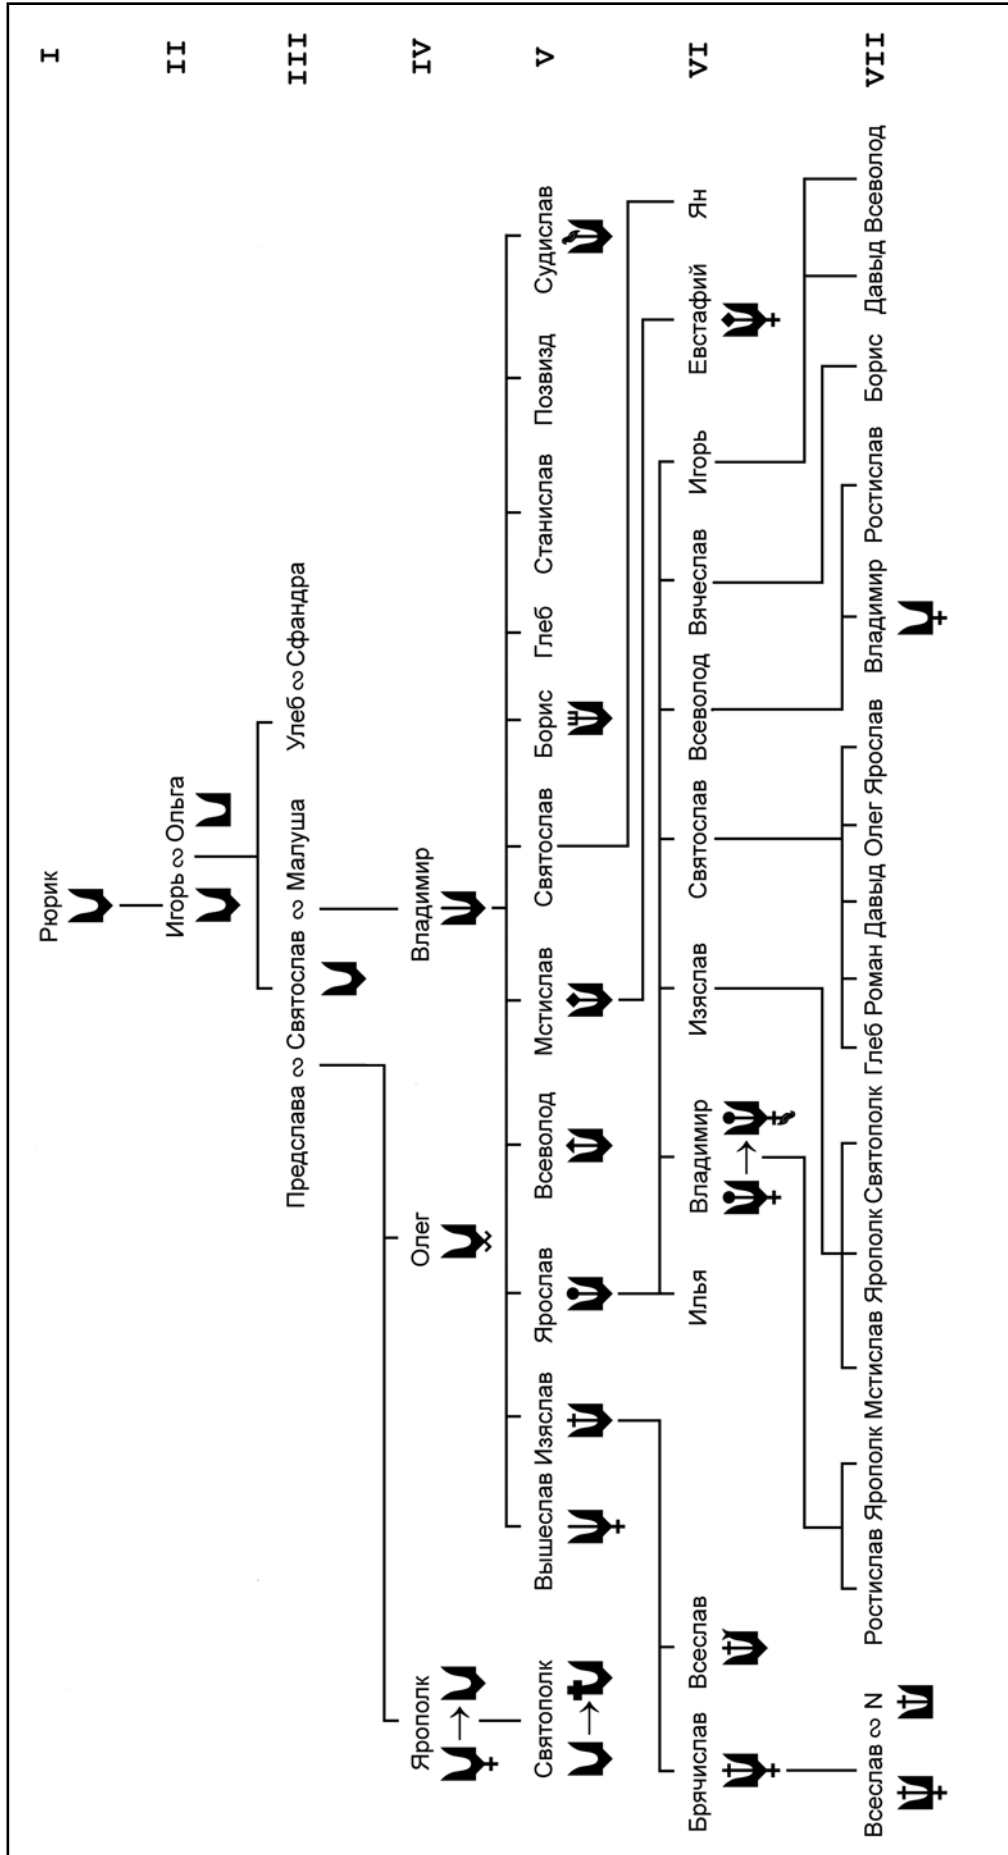 Рюрик I
Игорь ∞ Ольга II
Предслава ∞ Святослав ∞ Малуша Улеб ∞ Сфандра III
Ярополк Олег Владимир IV
Святополк Вышеслав Изяслав Ярослав Всеволод Мстислав Святослав Борис Глеб Станислав Позвизд Судислав V
Брячислав Всеслав Илья Владимир Изяслав Святослав Всеволод Вячеслав Игорь Евстафий Ян VI
Всеслав ∞ N Ростислав Ярополк Мстислав Ярополк Святополк Глеб Роман Давыд Олег Ярослав Владимир Ростислав Борис Давыд Всеволод VII